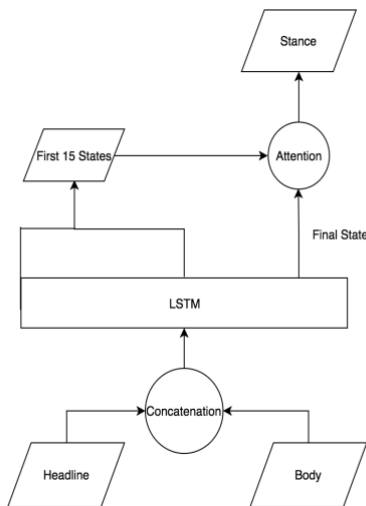 Stance
First 15 States
Attention
Final State
LSTM
Concatenation
Headline
Body